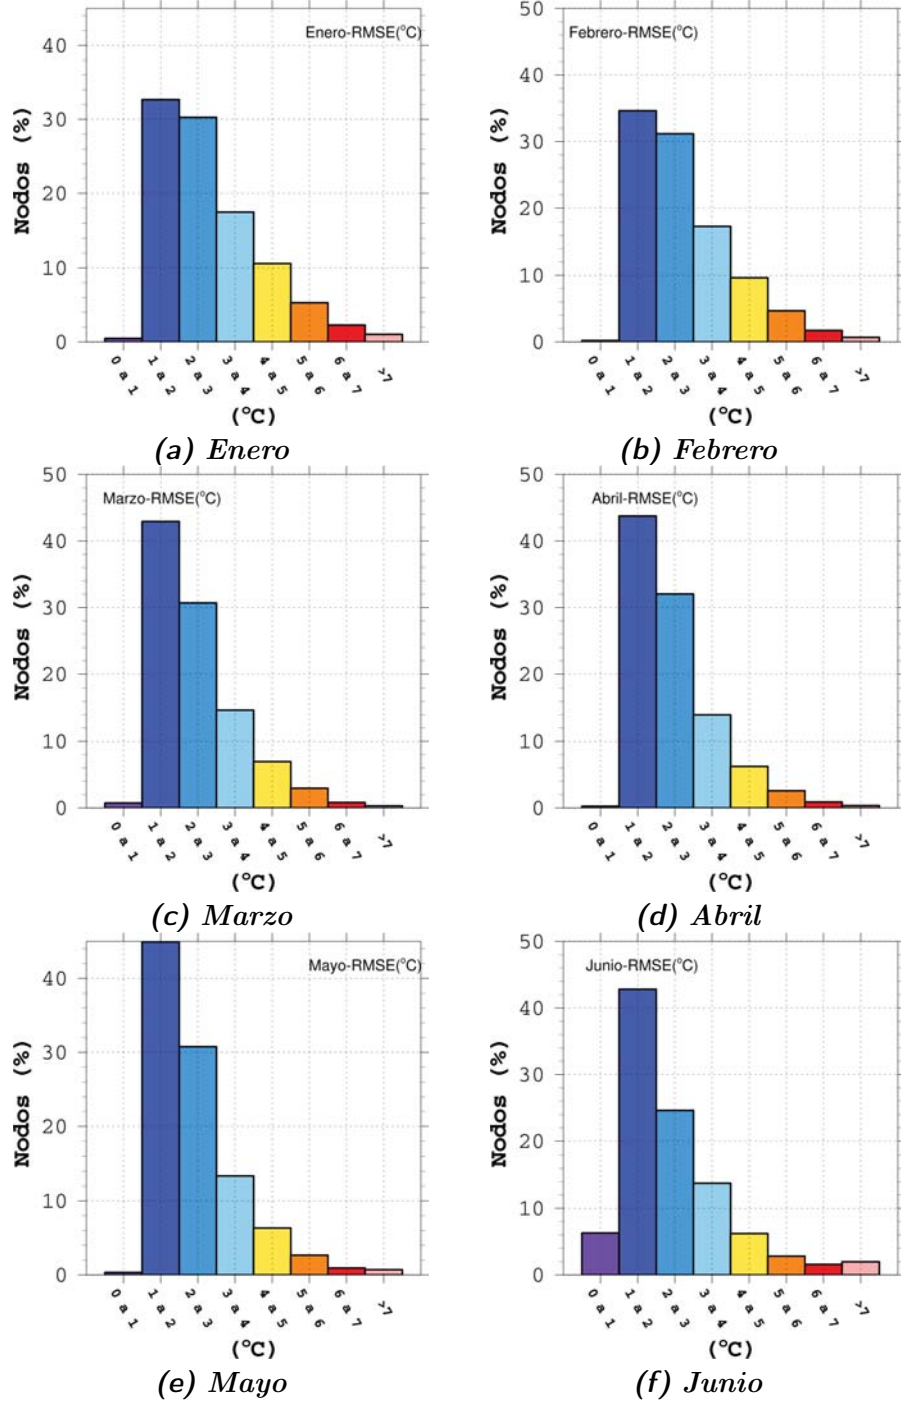 Enero-RMSE(°C)
Nodos (%)
40
30
20
10
0
0 a 1
1 a 2
2 a 3
3 a 4
4 a 5
5 a 6
6 a 7
>7
(°C)
(a) Enero
Febrero-RMSE(°C)
Nodos (%)
50
40
30
20
10
0
0 a 1
1 a 2
2 a 3
3 a 4
4 a 5
5 a 6
6 a 7
>7
(°C)
(b) Febrero
Marzo-RMSE(°C)
Nodos (%)
50
40
30
20
10
0
0 a 1
1 a 2
2 a 3
3 a 4
4 a 5
5 a 6
6 a 7
>7
(°C)
(c) Marzo
Abril-RMSE(°C)
Nodos (%)
50
40
30
20
10
0
0 a 1
1 a 2
2 a 3
3 a 4
4 a 5
5 a 6
6 a 7
>7
(°C)
(d) Abril
Mayo-RMSE(°C)
Nodos (%)
40
30
20
10
0
0 a 1
1 a 2
2 a 3
3 a 4
4 a 5
5 a 6
6 a 7
>7
(°C)
(e) Mayo
Junio-RMSE(°C)
Nodos (%)
50
40
30
20
10
0
0 a 1
1 a 2
2 a 3
3 a 4
4 a 5
5 a 6
6 a 7
>7
(°C)
(f) Junio